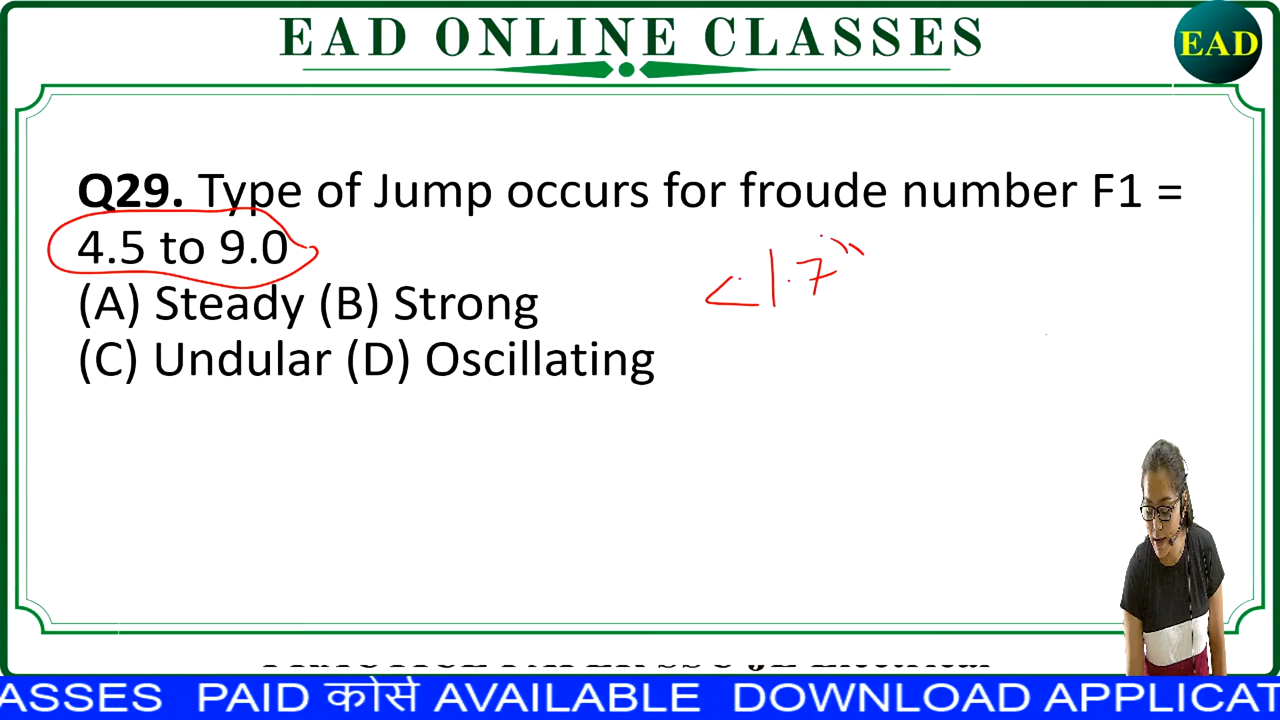 EAD ONLINE CLASSES
EAD
Q29. Type of Jump occurs for froude number F1 =
4.5 to 9.0
<1.7
(A) Steady (B) Strong
(C) Undular (D) Oscillating
ASSES PAID कोर्स AVAILABLE DOWNLOAD APPLICAT